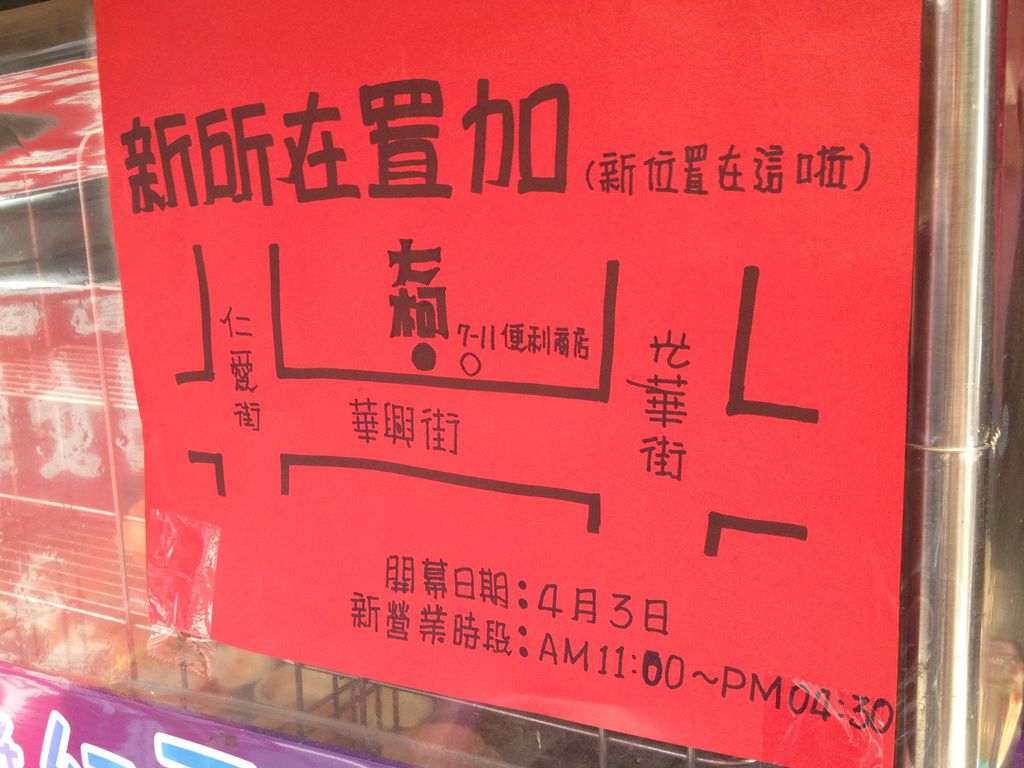 新所在置加(新位置在這啦)
大柯
7-11便利商店
仁愛街
華興街
光華街
開幕日期:4月3日
新營業時段:AM11:00~PM04:30